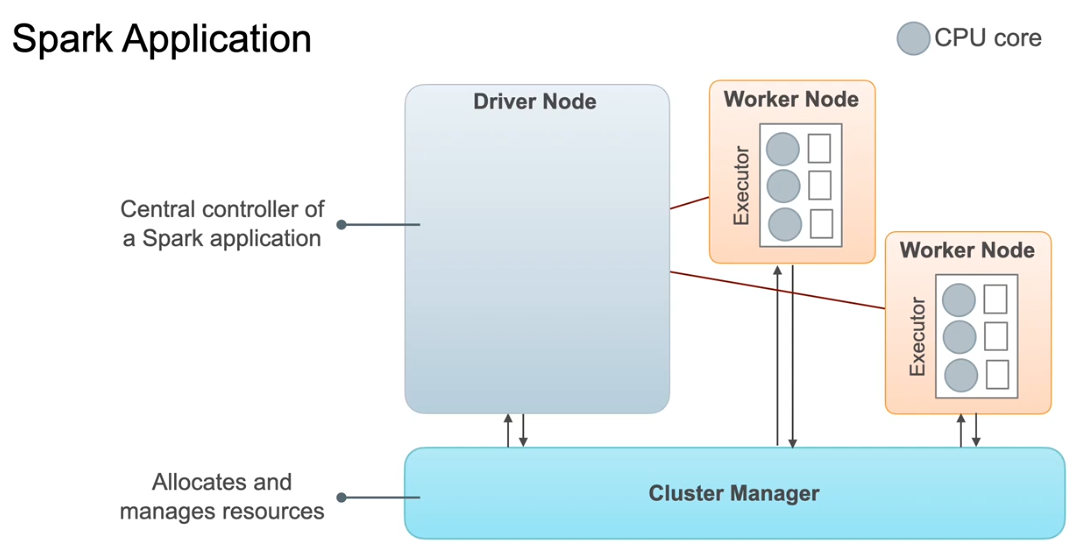 Spark Application
CPU core
Driver Node
Worker Node
Executor
Central controller of
a Spark application
Worker Node
Executor
Allocates and
manages resources
Cluster Manager